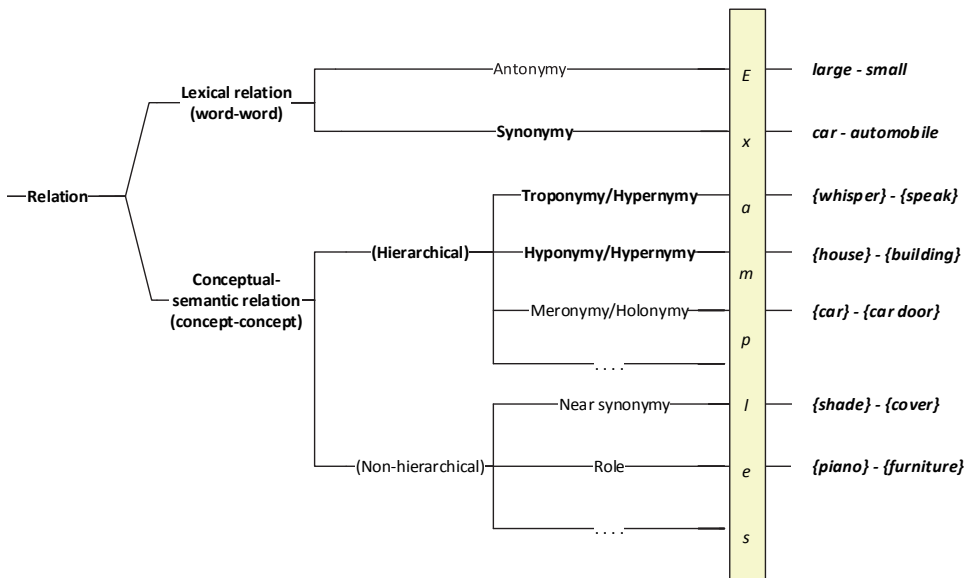 Antonymy
large - small
Lexical relation
(word-word)
Synonymy
car - automobile
Relation
Troponymy/Hypernymy
{whisper} - {speak}
(Hierarchical)
Hyponymy/Hypernymy
{house} - {building}
Conceptual-
semantic relation
(concept-concept)
Meronymy/Holonymy
{car} - {car door}
. . . .
Near synonymy
{shade} - {cover}
(Non-hierarchical)
Role
{piano} - {furniture}
. . . .
E
x
a
m
p
l
e
s